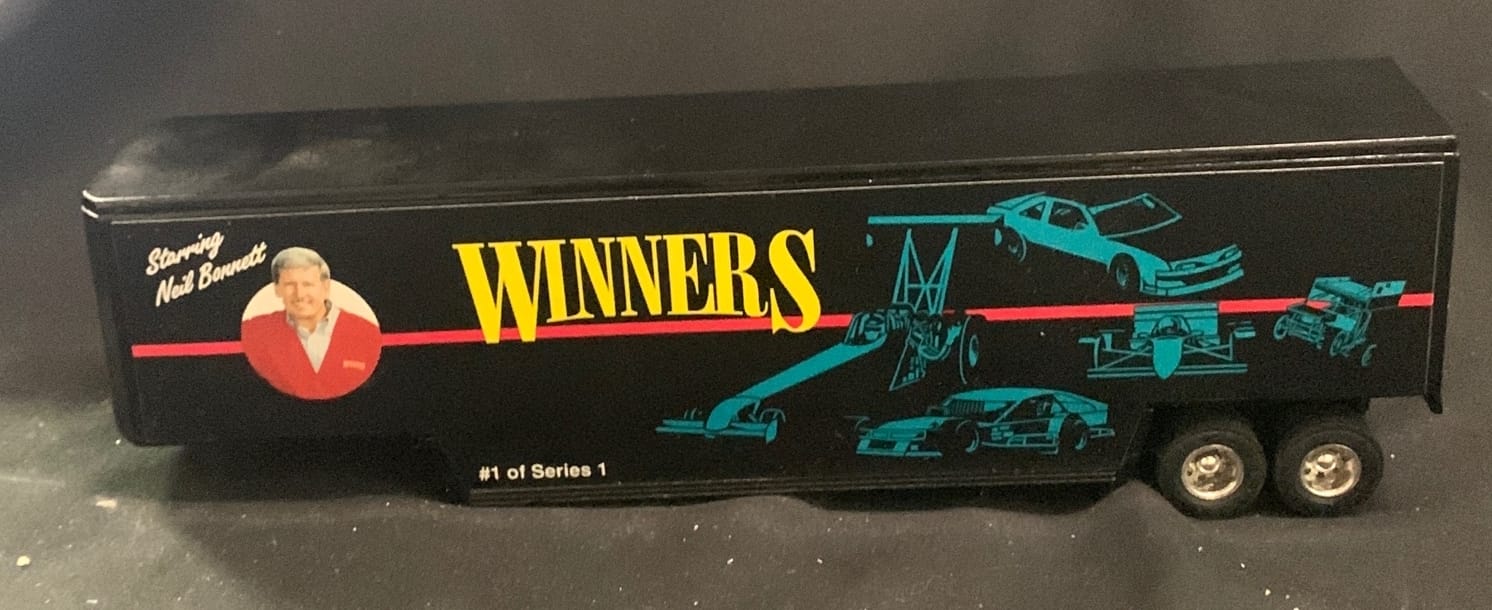 Starring
Neil Bonnett
WINNERS
#1 of Series 1